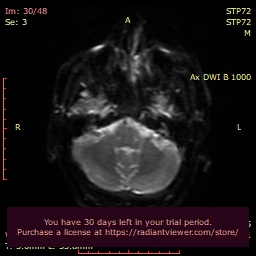 Im: 30/48
Se: 3
A
STP72
STP72
M
Ax DWI B 1000
R
L
You have 30 days left in your trial period.
Purchase a license at https://radiantviewer.com/store/